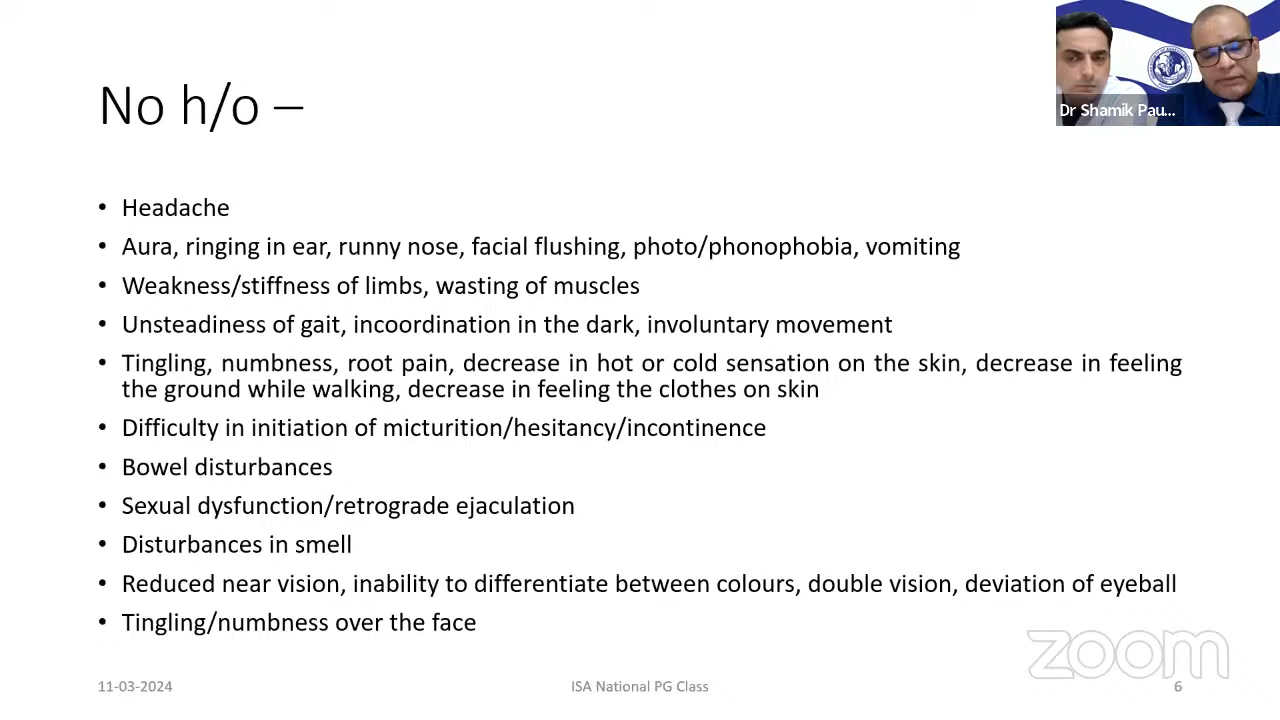 No h/o –
Dr Shamik Pau...
• Headache
• Aura, ringing in ear, runny nose, facial flushing, photo/phonophobia, vomiting
• Weakness/stiffness of limbs, wasting of muscles
• Unsteadiness of gait, incoordination in the dark, involuntary movement
• Tingling, numbness, root pain, decrease in hot or cold sensation on the skin, decrease in feeling
the ground while walking, decrease in feeling the clothes on skin
• Difficulty in initiation of micturition/hesitancy/incontinence
• Bowel disturbances
• Sexual dysfunction/retrograde ejaculation
• Disturbances in smell
• Reduced near vision, inability to differentiate between colours, double vision, deviation of eyeball
• Tingling/numbness over the face
zoom
11-03-2024
ISA National PG Class
6